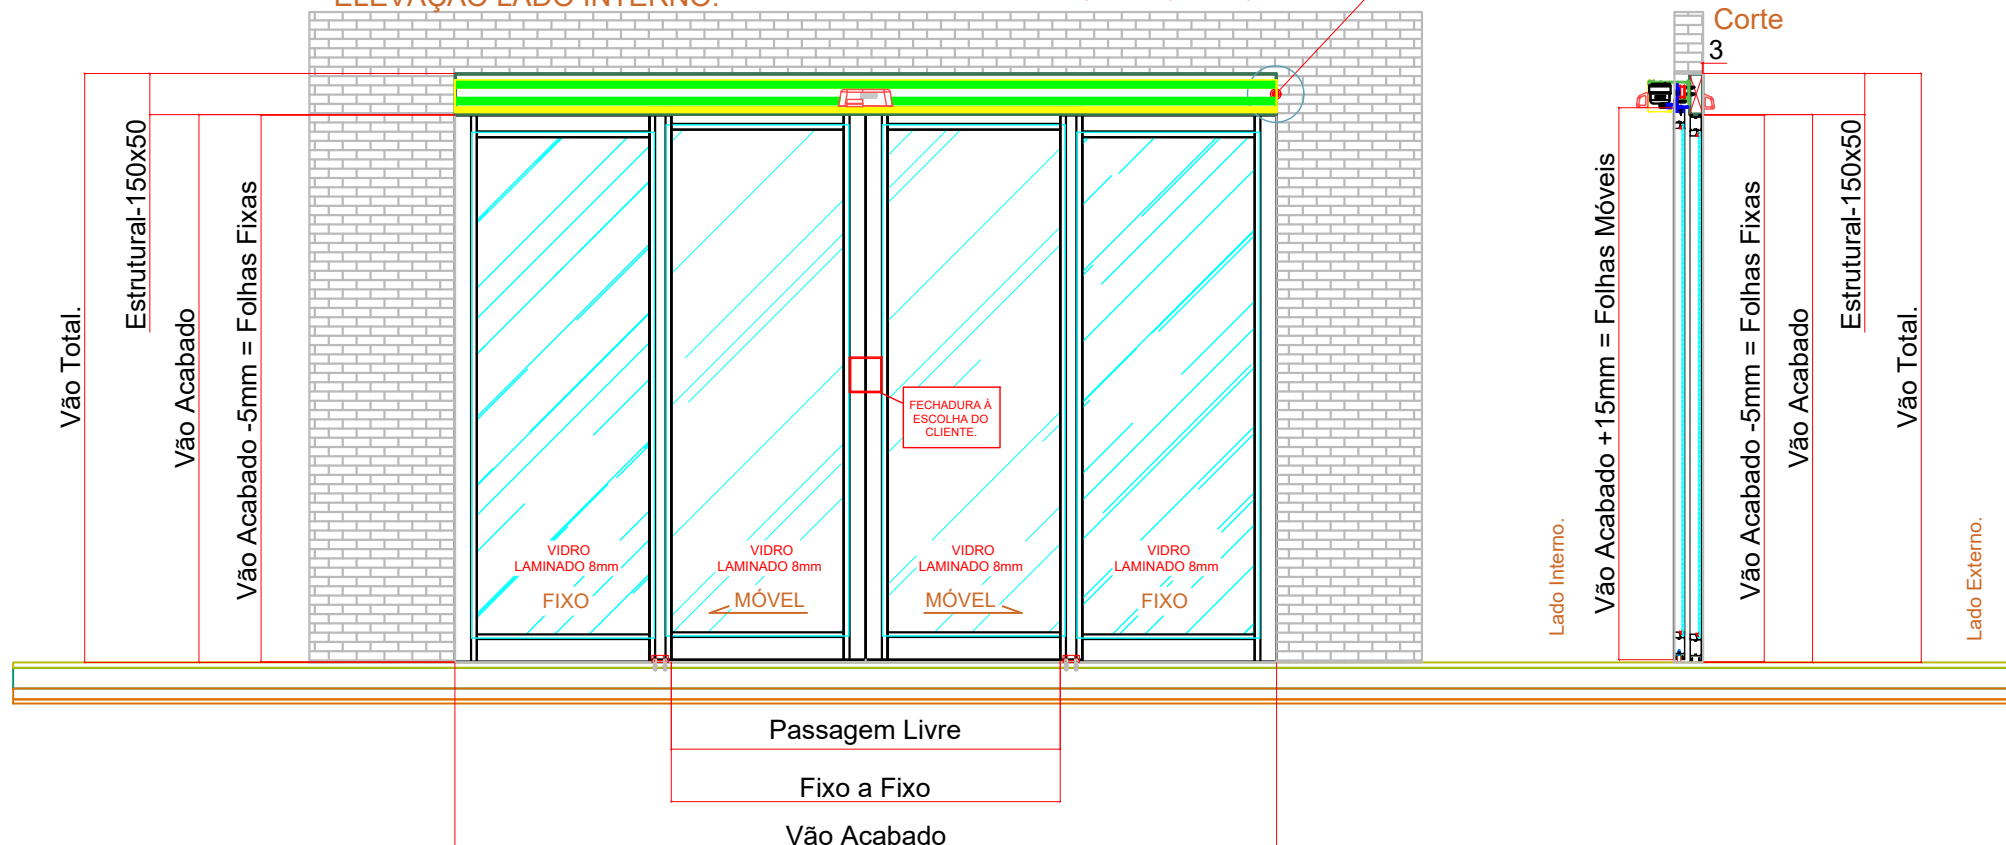 ELEVAÇÃO LADO INTERNO.
Corte
3
Vão Total.
Estrutural-150x50
Vão Acabado
Vão Acabado -5mm = Folhas Fixas
FECHADURA À
ESCOLHA DO
CLIENTE.
VIDRO
LAMINADO 8mm
FIXO
VIDRO
LAMINADO 8mm
MÓVEL
VIDRO
LAMINADO 8mm
MÓVEL
VIDRO
LAMINADO 8mm
FIXO
Lado Interno.
Vão Acabado +15mm = Folhas Móveis
Vão Acabado -5mm = Folhas Fixas
Vão Acabado
Estrutural-150x50
Vão Total.
Lado Externo.
Passagem Livre
Fixo a Fixo
Vão Acabado